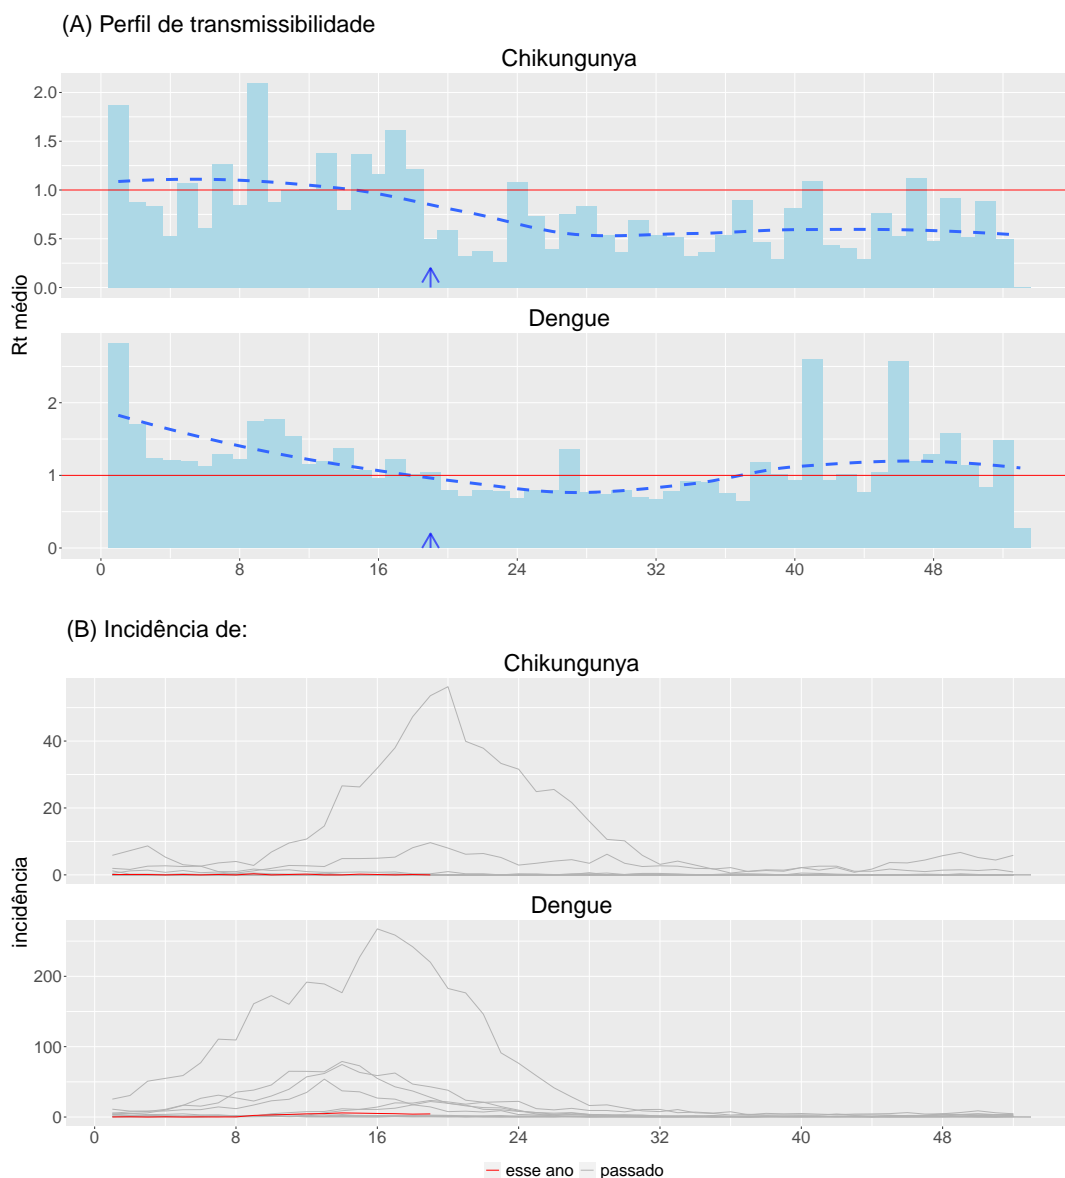 (A) Perfil de transmissibilidade
Chikungunya
2.0
1.5
1.0
0.5
0.0
Dengue
2
1
0
Rt médio
0 8 16 24 32 40 48
(B) Incidência de:
Chikungunya
40
20
0
Dengue
200
100
0
incidência
0 8 16 24 32 40 48
esse ano passado